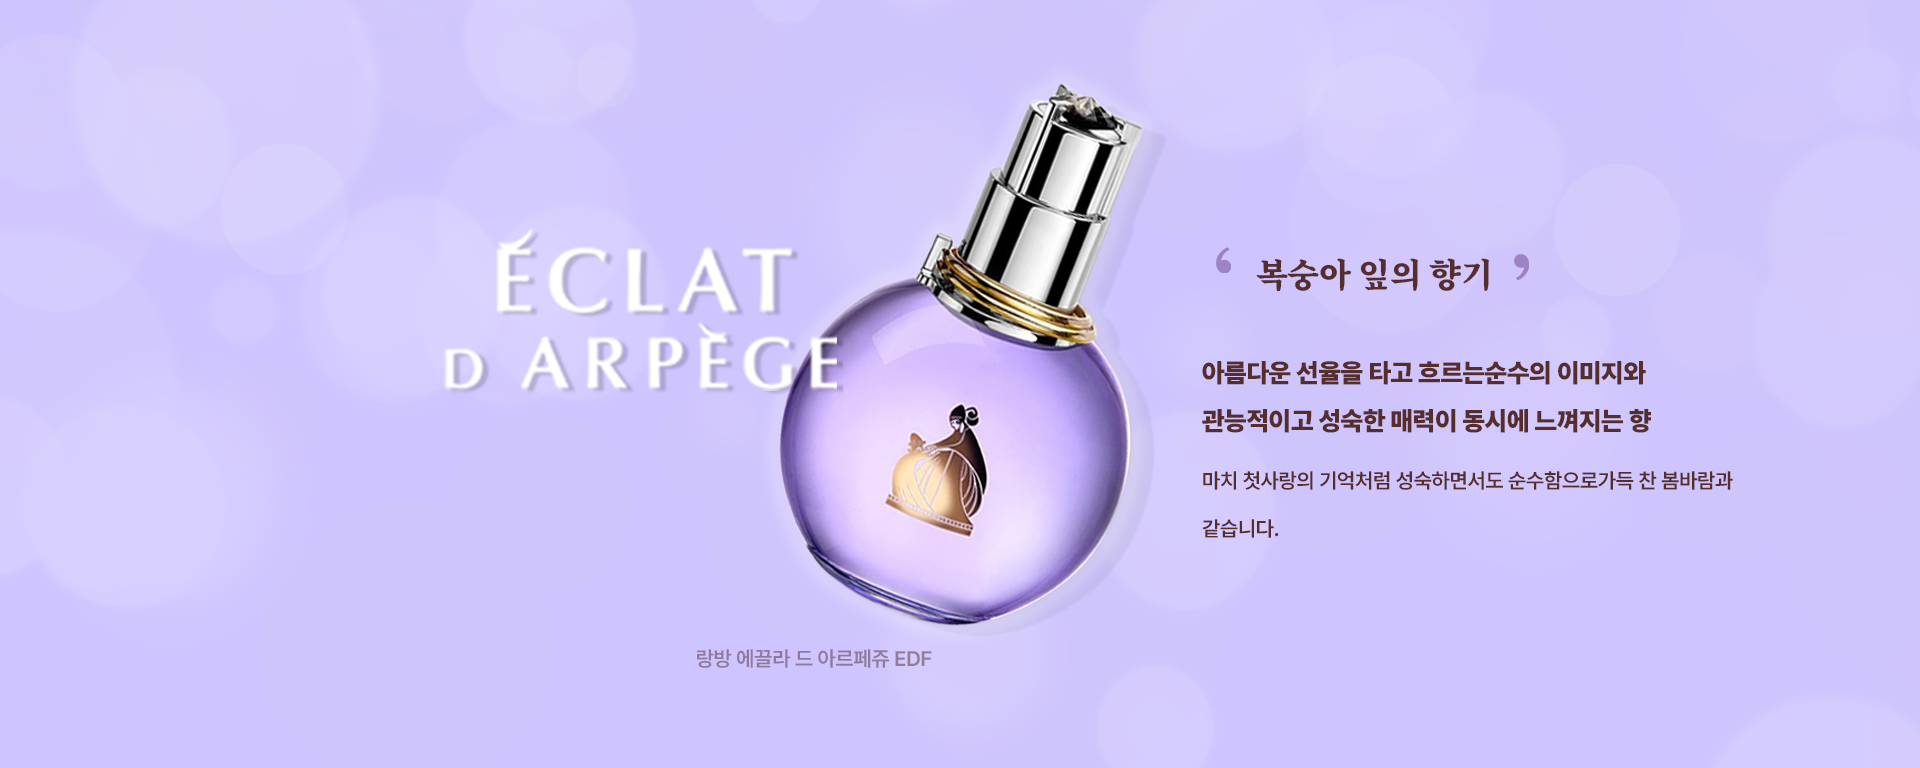 ÉCLAT
D ARPÈGE
‘ 복숭아 잎의 향기 ’
아름다운 선율을 타고 흐르는순수의 이미지와
관능적이고 성숙한 매력이 동시에 느껴지는 향
마치 첫사랑의 기억처럼 성숙하면서도 순수함으로가득 찬 봄바람과
같습니다.
랑방 에끌라 드 아르페쥬 EDF